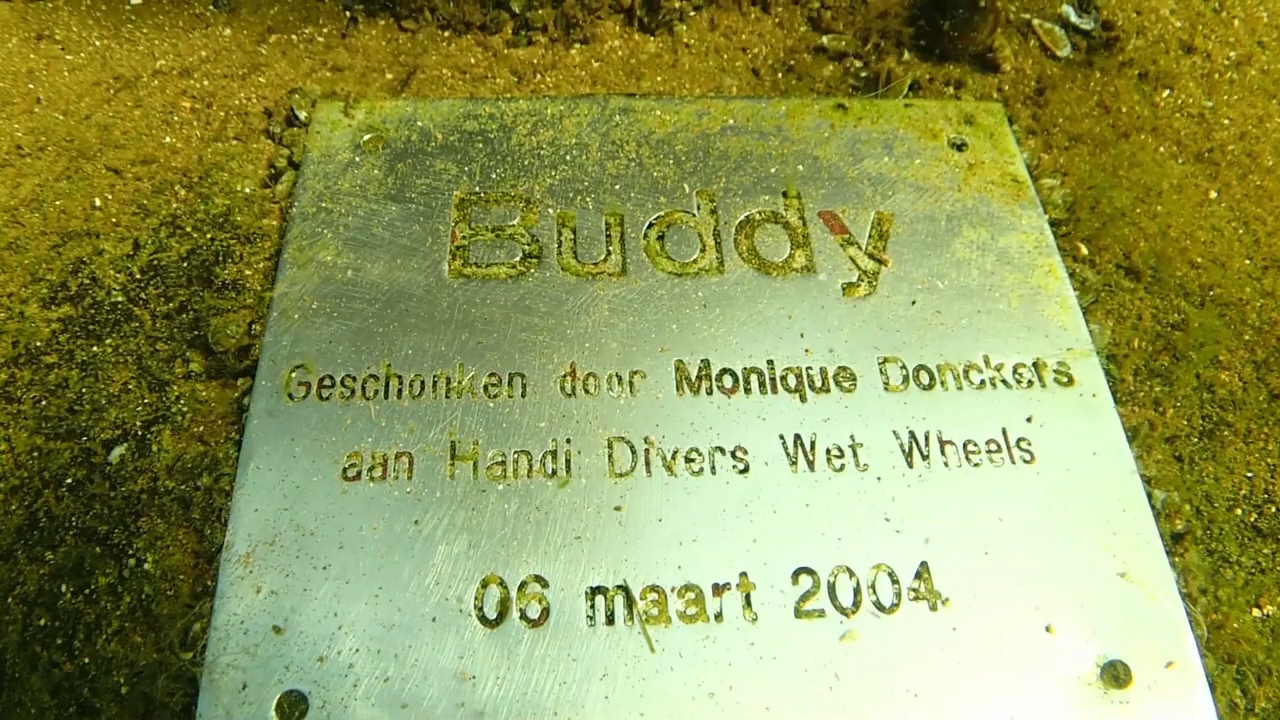 Buddy
Geschonken door Monique Donckers
aan Handi Divers Wet Wheels
06 maart 2004